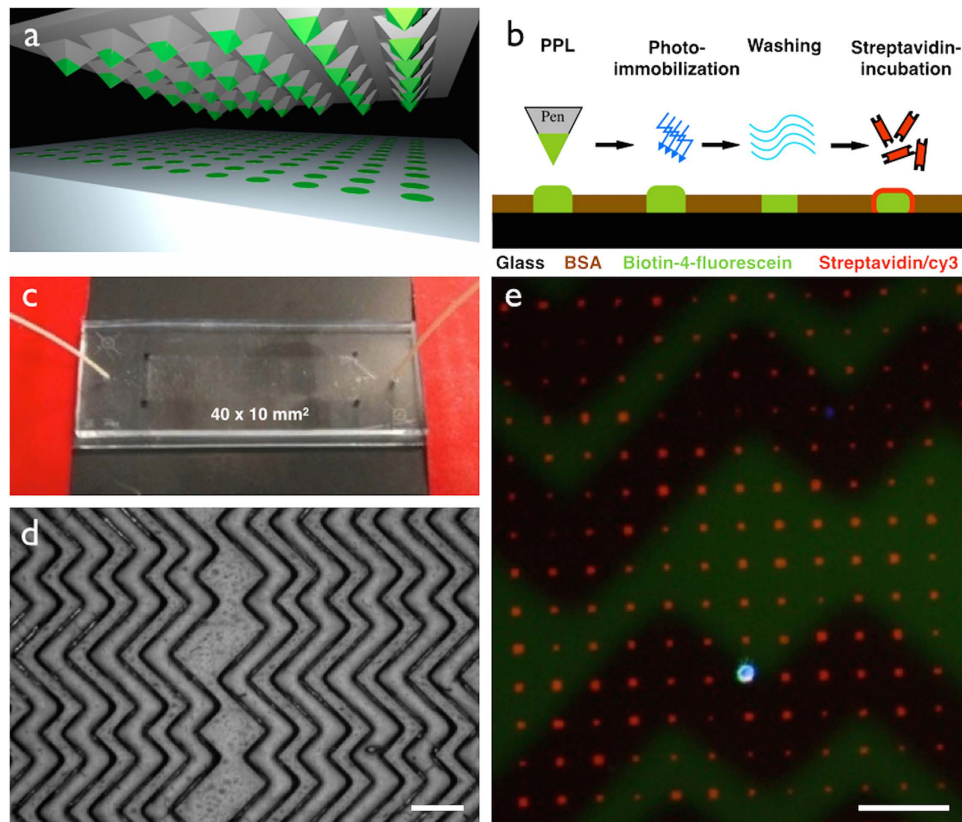 a
b
PPL
Photo-
immobilization
Washing
Streptavidin-
incubation
Pen
Glass BSA Biotin-4-fluorescein Streptavidin/cy3
c
40 x 10 mm²
d
e